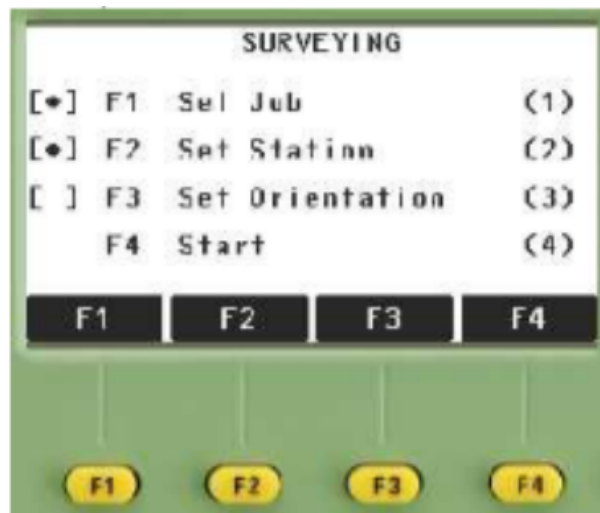 SURVEYING
[•] F1 Set Job (1)
[•] F2 Set Station (2)
[ ] F3 Set Orientation (3)
F4 Start (4)
F1 F2 F3 F4
F1 F2 F3 F4